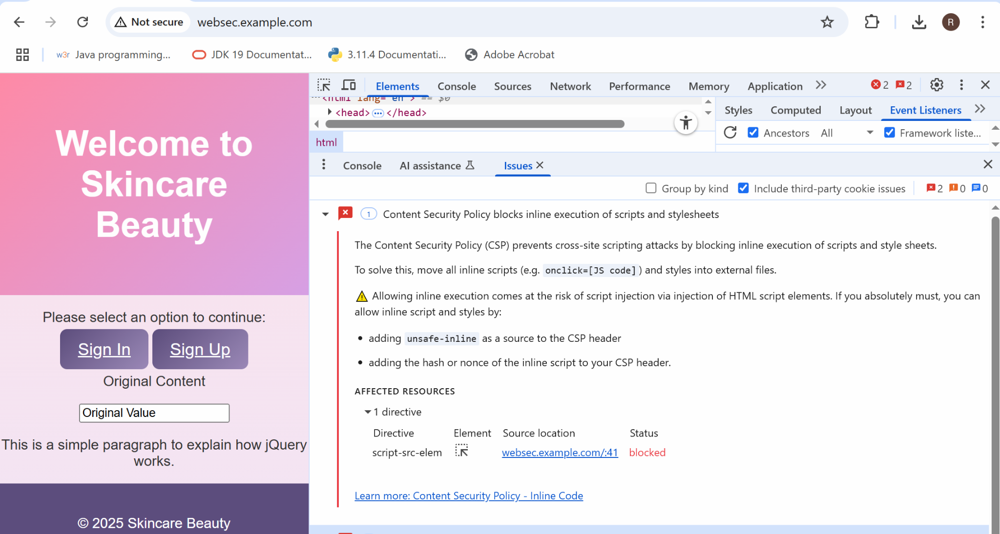 Not secure websec.example.com R
w3r Java programming... JDK 19 Documentat... 3.11.4 Documentati... Adobe Acrobat
Welcome to
Skincare
Beauty
Please select an option to continue:
Sign In Sign Up
Original Content
Original Value
This is a simple paragraph to explain how jQuery
works.
© 2025 Skincare Beauty
Elements Console Sources Network Performance Memory Application 2 2
<html lang="en"> == $0
<head> </head>
html
Styles Computed Layout Event Listeners
Ancestors All Framework liste...
Console AI assistance Issues
Group by kind Include third-party cookie issues 2 0 0
1 Content Security Policy blocks inline execution of scripts and stylesheets
The Content Security Policy (CSP) prevents cross-site scripting attacks by blocking inline execution of scripts and style sheets.
To solve this, move all inline scripts (e.g. onclick=[JS code]) and styles into external files.
Allowing inline execution comes at the risk of script injection via injection of HTML script elements. If you absolutely must, you can
allow inline script and styles by:
• adding unsafe-inline as a source to the CSP header
• adding the hash or nonce of the inline script to your CSP header.
AFFECTED RESOURCES
1 directive
Directive Element Source location Status
script-src-elem websec.example.com/:41 blocked
Learn more: Content Security Policy - Inline Code